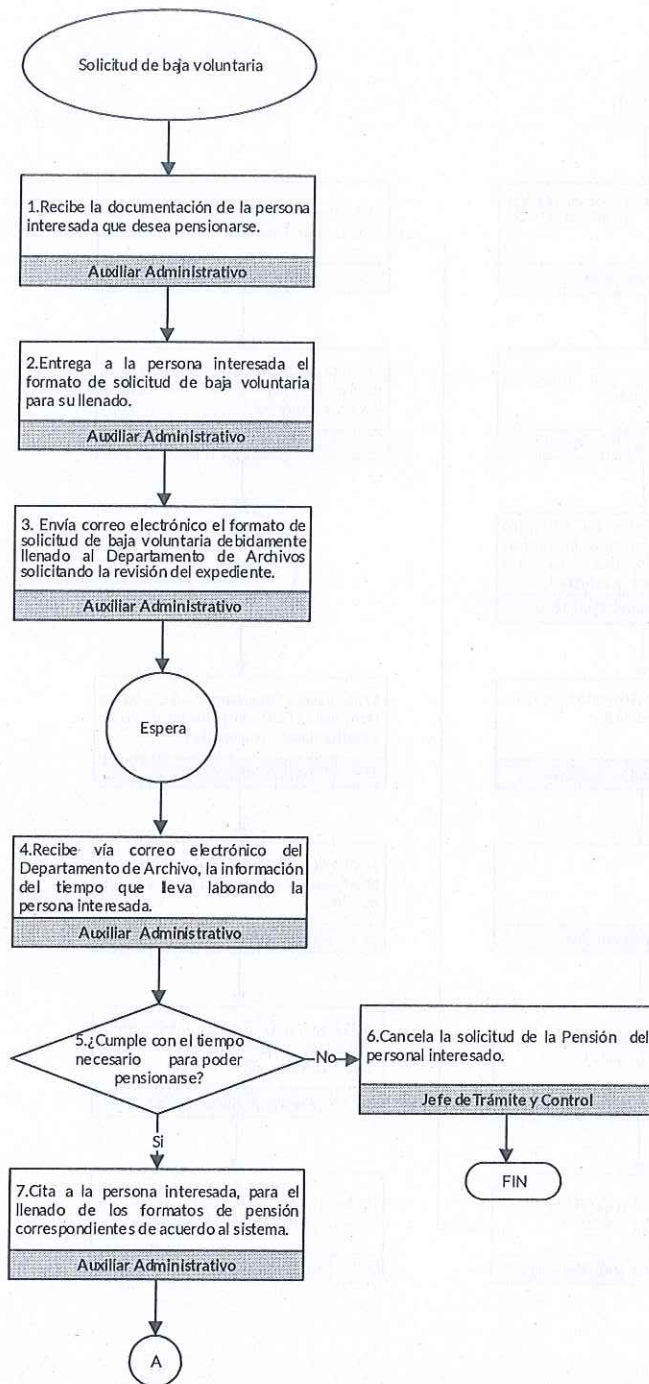 Solicitud de baja voluntaria
1.Recibe la documentación de la persona
interesada que desea pensionarse.
Auxiliar Administrativo
2.Entrega a la persona interesada el
formato de solicitud de baja voluntaria
para su llenado.
Auxiliar Administrativo
3. Envía correo electrónico el formato de
solicitud de baja voluntaria debidamente
llenado al Departamento de Archivos
solicitando la revisión del expediente.
Auxiliar Administrativo
Espera
4.Recibe vía correo electrónico del
Departamento de Archivo, la información
del tiempo que lleva laborando la
persona interesada.
Auxiliar Administrativo
5.¿Cumple con el tiempo
necesario para poder
pensionarse?
No
6.Cancela la solicitud de la Pensión del
personal interesado.
Jefe de Trámite y Control
FIN
Si
7.Cita a la persona interesada, para el
llenado de los formatos de pensión
correspondientes de acuerdo al sistema.
Auxiliar Administrativo
A